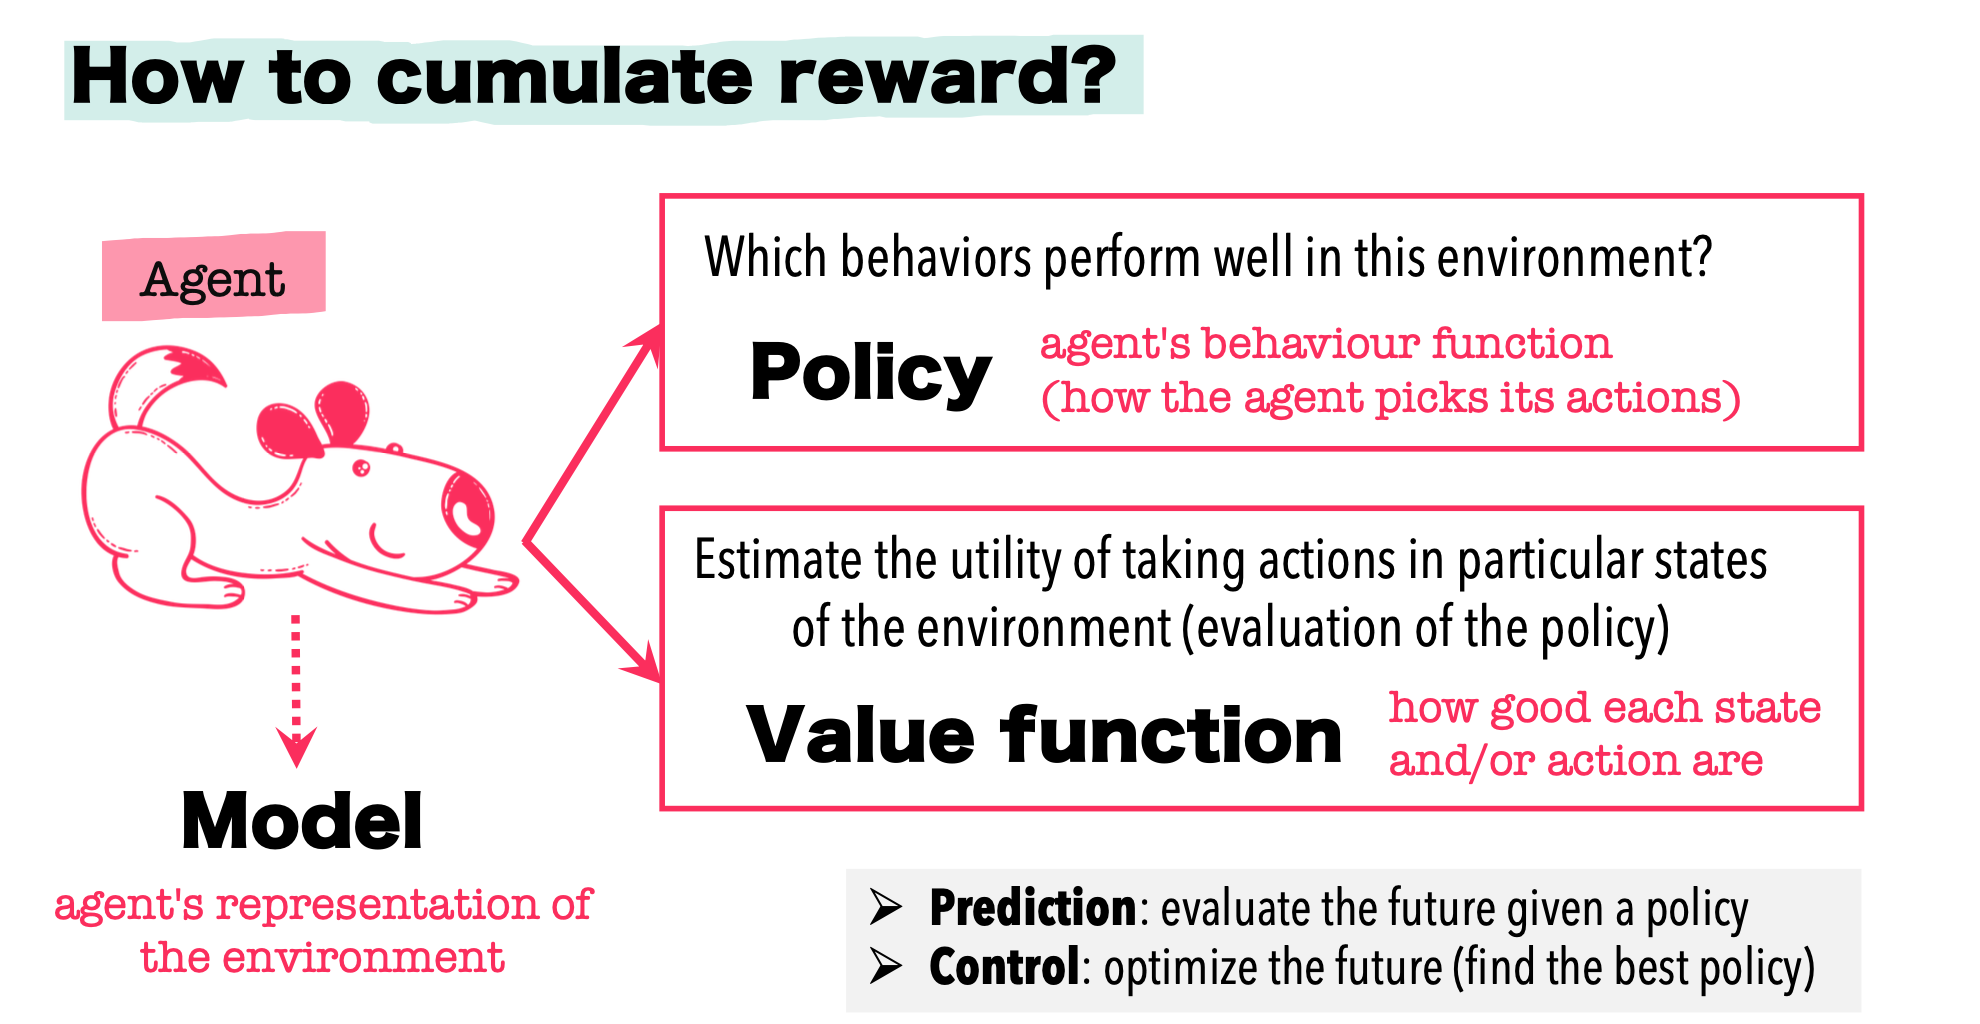 How to cumulate reward?
Agent
Which behaviors perform well in this environment?
Policy
agent's behaviour function
(how the agent picks its actions)
Estimate the utility of taking actions in particular states
of the environment (evaluation of the policy)
Value function
how good each state
and/or action are
Model
agent's representation of
the environment
➢ Prediction: evaluate the future given a policy
➢ Control: optimize the future (find the best policy)